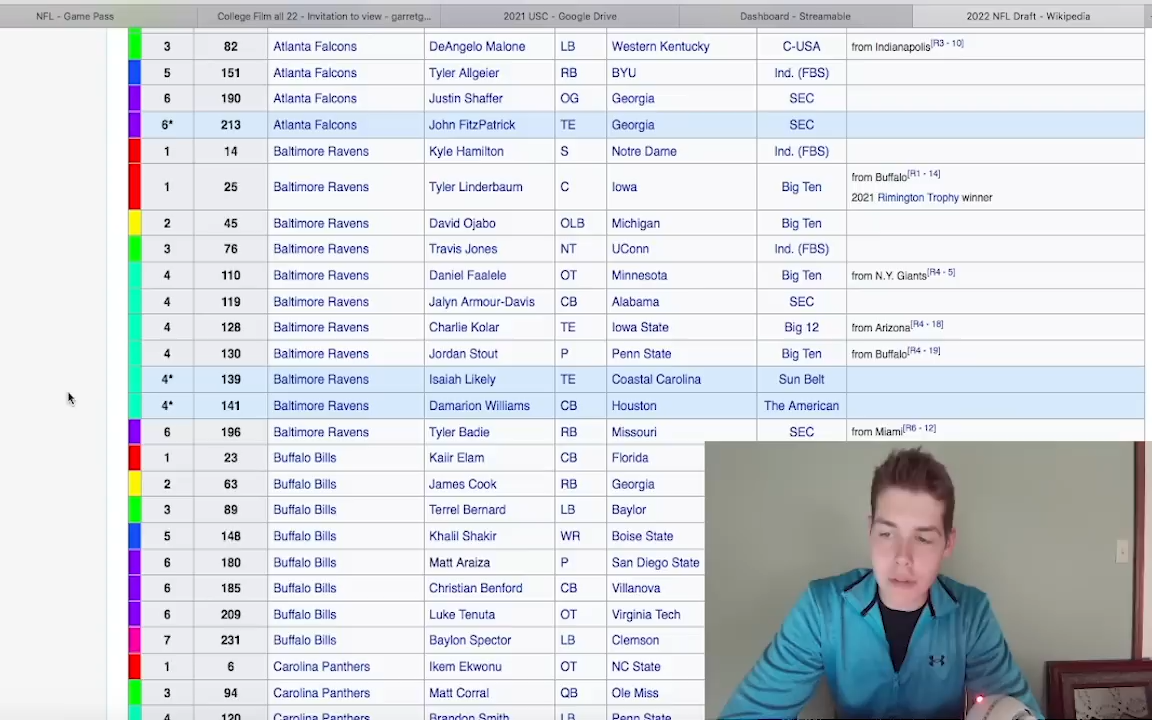 NFL - Game Pass College Film all 22 - Invitation to view - garretg... 2021 USC - Google Drive Dashboard - Streamable 2022 NFL Draft - Wikipedia
3 82 Atlanta Falcons DeAngelo Malone LB Western Kentucky C-USA from Indianapolis[R3 - 10]
5 151 Atlanta Falcons Tyler Allgeier RB BYU Ind. (FBS)
6 190 Atlanta Falcons Justin Shaffer OG Georgia SEC
6* 213 Atlanta Falcons John FitzPatrick TE Georgia SEC
1 14 Baltimore Ravens Kyle Hamilton S Notre Dame Ind. (FBS)
1 25 Baltimore Ravens Tyler Linderbaum C Iowa Big Ten from Buffalo[R1 - 14]
2021 Rimington Trophy winner
2 45 Baltimore Ravens David Ojabo OLB Michigan Big Ten
3 76 Baltimore Ravens Travis Jones NT UConn Ind. (FBS)
4 110 Baltimore Ravens Daniel Faalele OT Minnesota Big Ten from N.Y. Giants[R4 - 5]
4 119 Baltimore Ravens Jalyn Armour-Davis CB Alabama SEC
4 128 Baltimore Ravens Charlie Kolar TE Iowa State Big 12 from Arizona[R4 - 18]
4 130 Baltimore Ravens Jordan Stout P Penn State Big Ten from Buffalo[R4 - 19]
4* 139 Baltimore Ravens Isaiah Likely TE Coastal Carolina Sun Belt
4* 141 Baltimore Ravens Damarion Williams CB Houston The American
6 196 Baltimore Ravens Tyler Badie RB Missouri SEC from Miami[R6 - 12]
1 23 Buffalo Bills Kaiir Elam CB Florida
2 63 Buffalo Bills James Cook RB Georgia
3 89 Buffalo Bills Terrel Bernard LB Baylor
5 148 Buffalo Bills Khalil Shakir WR Boise State
6 180 Buffalo Bills Matt Araiza P San Diego State
6 185 Buffalo Bills Christian Benford CB Villanova
6 209 Buffalo Bills Luke Tenuta OT Virginia Tech
7 231 Buffalo Bills Baylon Spector LB Clemson
1 6 Carolina Panthers Ikem Ekwonu OT NC State
3 94 Carolina Panthers Matt Corral QB Ole Miss
4 120 Carolina Panthers Brandon Smith LB Penn State